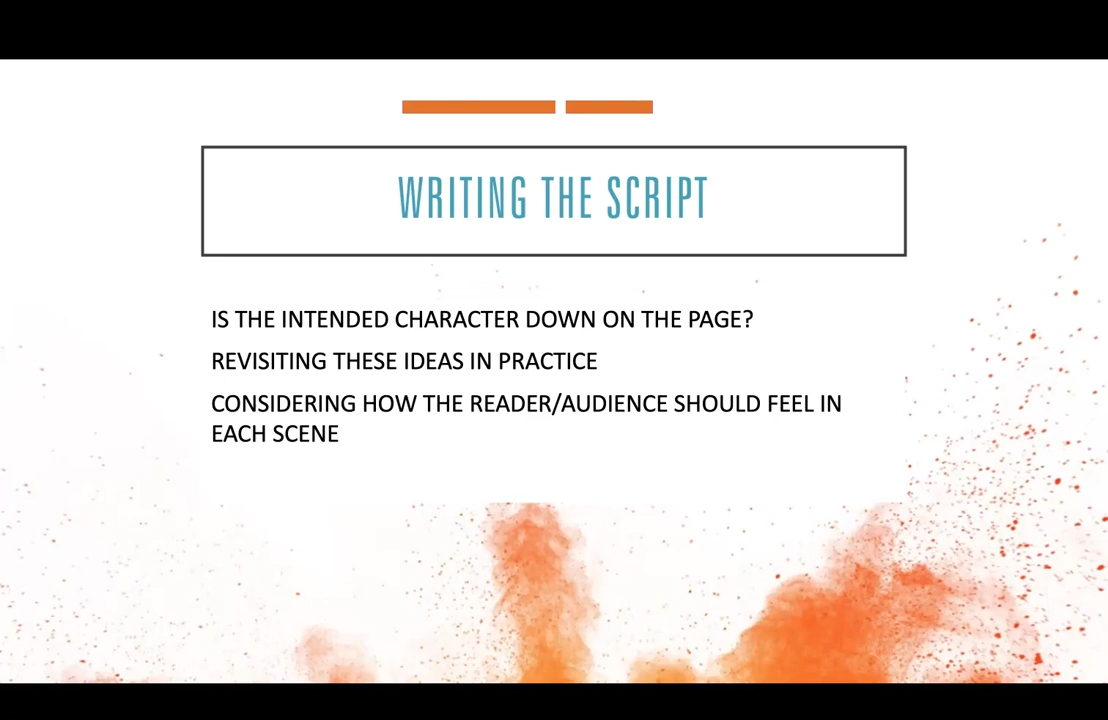 WRITING THE SCRIPT
IS THE INTENDED CHARACTER DOWN ON THE PAGE?
REVISITING THESE IDEAS IN PRACTICE
CONSIDERING HOW THE READER/AUDIENCE SHOULD FEEL IN
EACH SCENE